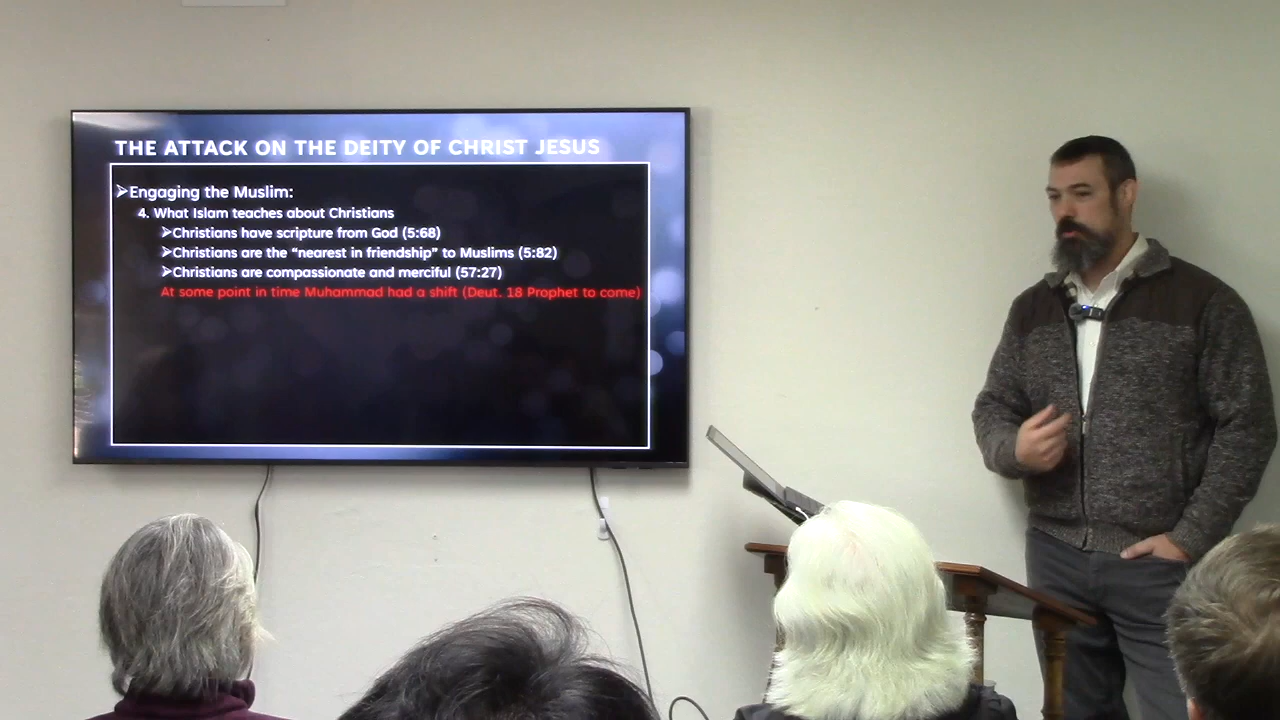 THE ATTACK ON THE DEITY OF CHRIST JESUS
➢Engaging the Muslim:
4. What Islam teaches about Christians
➢Christians have scripture from God (5:68)
➢Christians are the “nearest in friendship” to Muslims (5:82)
➢Christians are compassionate and merciful (57:27)
At some point in time Muhammad had a shift (Deut. 18 Prophet to come)